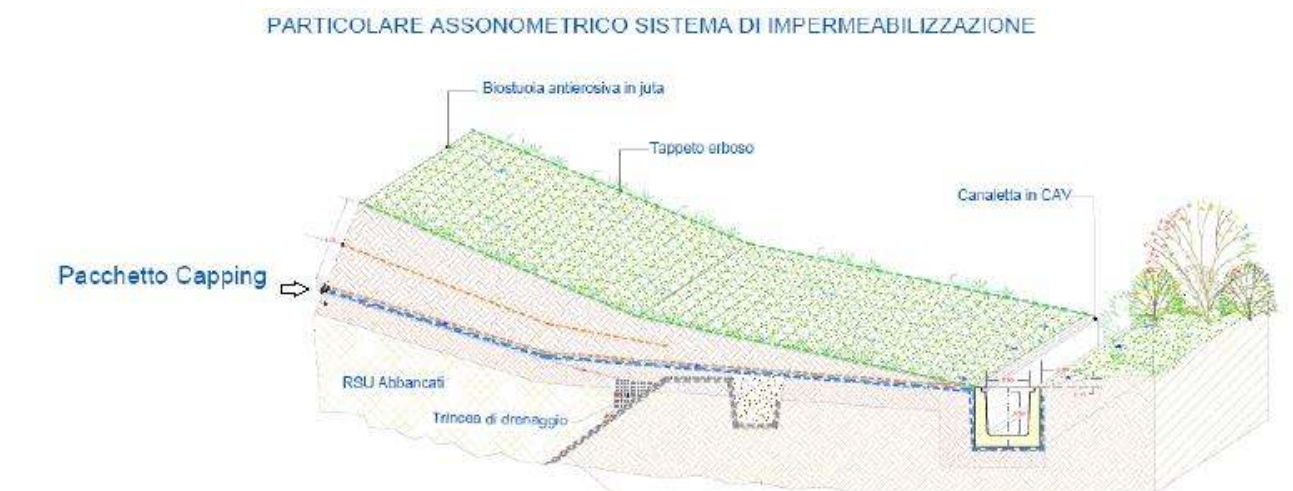 PARTICOLARE ASSONOMETRICO SISTEMA DI IMPERMEABILIZZAZIONE
Biostuoia antierosiva in juta
Tappeto erboso
Canaletta in CAV
Pacchetto Capping
RSU Abbancati
Trincea di drenaggio